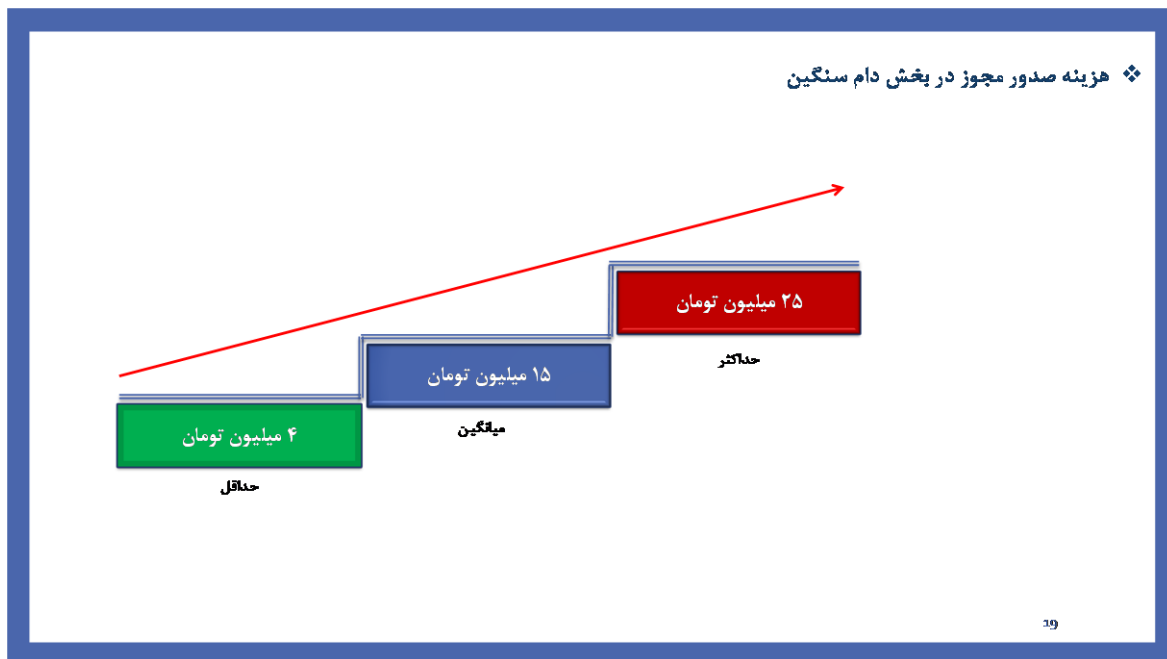 ❖ هزینه صدور مجوز در بخش دام سنگین
۲۵ میلیون تومان
حداکثر
۱۵ میلیون تومان
میانگین
۴ میلیون تومان
حداقل